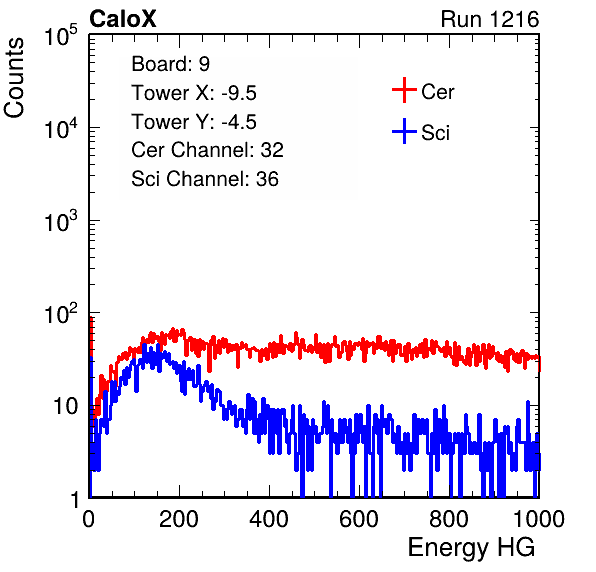 CaloX
Run 1216
Counts
Board: 9
Tower X: -9.5
Tower Y: -4.5
Cer Channel: 32
Sci Channel: 36
Cer
Sci
10^5
10^4
10^3
10^2
10
1
0 200 400 600 800 1000
Energy HG